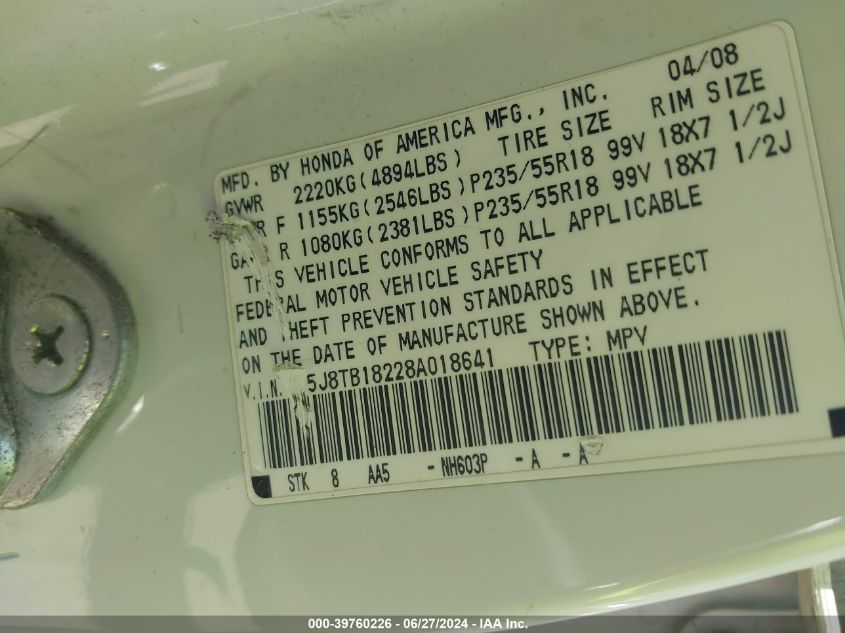 MFD. BY HONDA OF AMERICA MFG., INC. 04/08
GVWR 2220KG(4894LBS) TIRE SIZE RIM SIZE
F 1155KG(2546LBS)P235/55R18 99V 18X7 1/2J
R 1080KG(2381LBS)P235/55R18 99V 18X7 1/2J
THIS VEHICLE CONFORMS TO ALL APPLICABLE
FEDERAL MOTOR VEHICLE SAFETY
AND THEFT PREVENTION STANDARDS IN EFFECT
ON THE DATE OF MANUFACTURE SHOWN ABOVE.
V.I.N. 5J8TB18228A018641 TYPE: MPV
STK 8 AA5 -NH603P -A -A
000-39760226 - 06/27/2024 - IAA Inc.